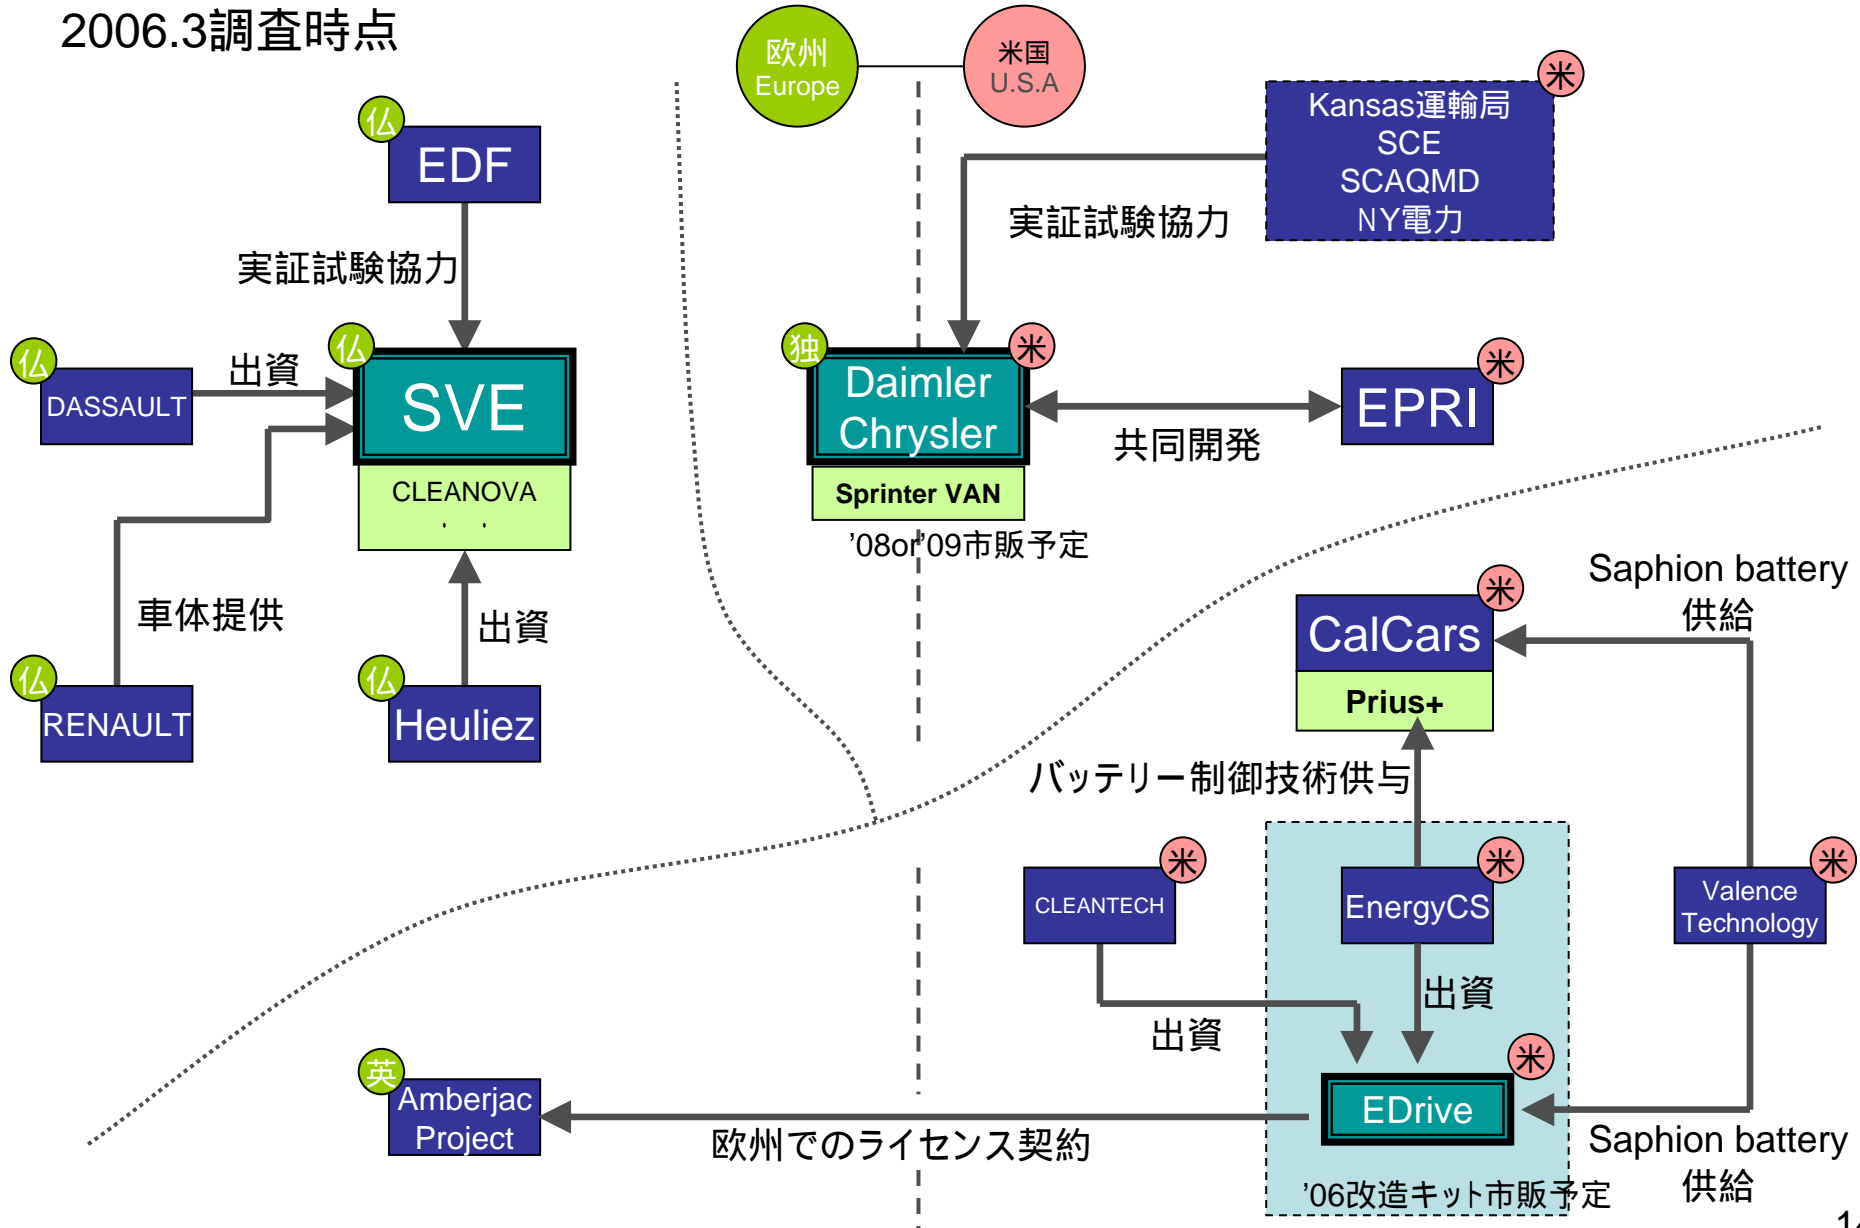 2006.3調査時点
欧州
Europe
米国
U.S.A
米
Kansas運輸局
SCE
SCAQMD
NY電力
仏
EDF
実証試験協力
実証試験協力
仏
DASSAULT
出資
仏
SVE
CLEANOVA
独
米
Daimler
Chrysler
Sprinter VAN
'08or'09市販予定
共同開発
米
EPRI
車体提供
出資
仏
RENAULT
仏
Heuliez
米
CalCars
Prius+
Saphion battery
供給
バッテリー制御技術供与
米
CLEANTECH
米
EnergyCS
米
Valence
Technology
出資
出資
英
Amberjac
Project
欧州でのライセンス契約
米
EDrive
'06改造キット市販予定
Saphion battery
供給